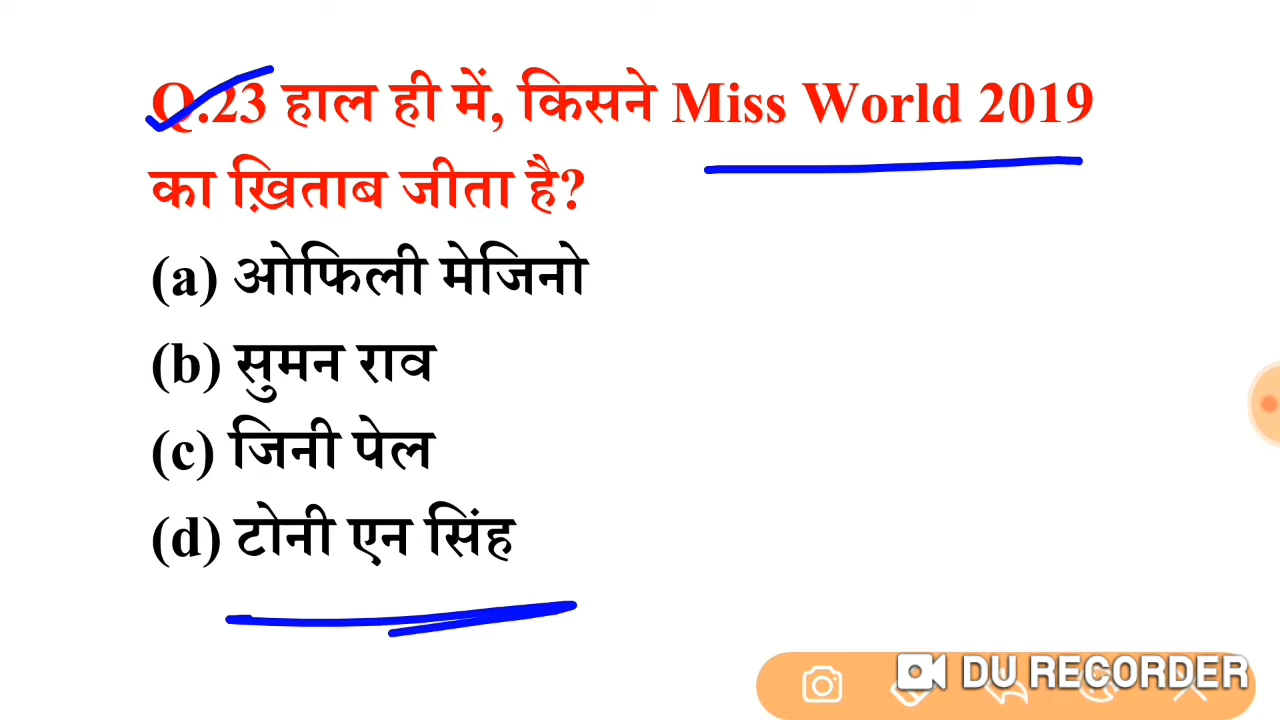 Q.23 हाल ही में, किसने Miss World 2019
का ख़िताब जीता है?
(a) ओफिली मेजिनो
(b) सुमन राव
(c) जिनी पेल
(d) टोनी एन सिंह
DU RECORDER